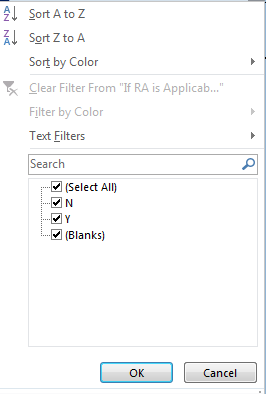 Sort A to Z
Sort Z to A
Sort by Color
Clear Filter From "If RA is Applicab..."
Filter by Color
Text Filters
Search
(Select All)
N
Y
(Blanks)
OK Cancel